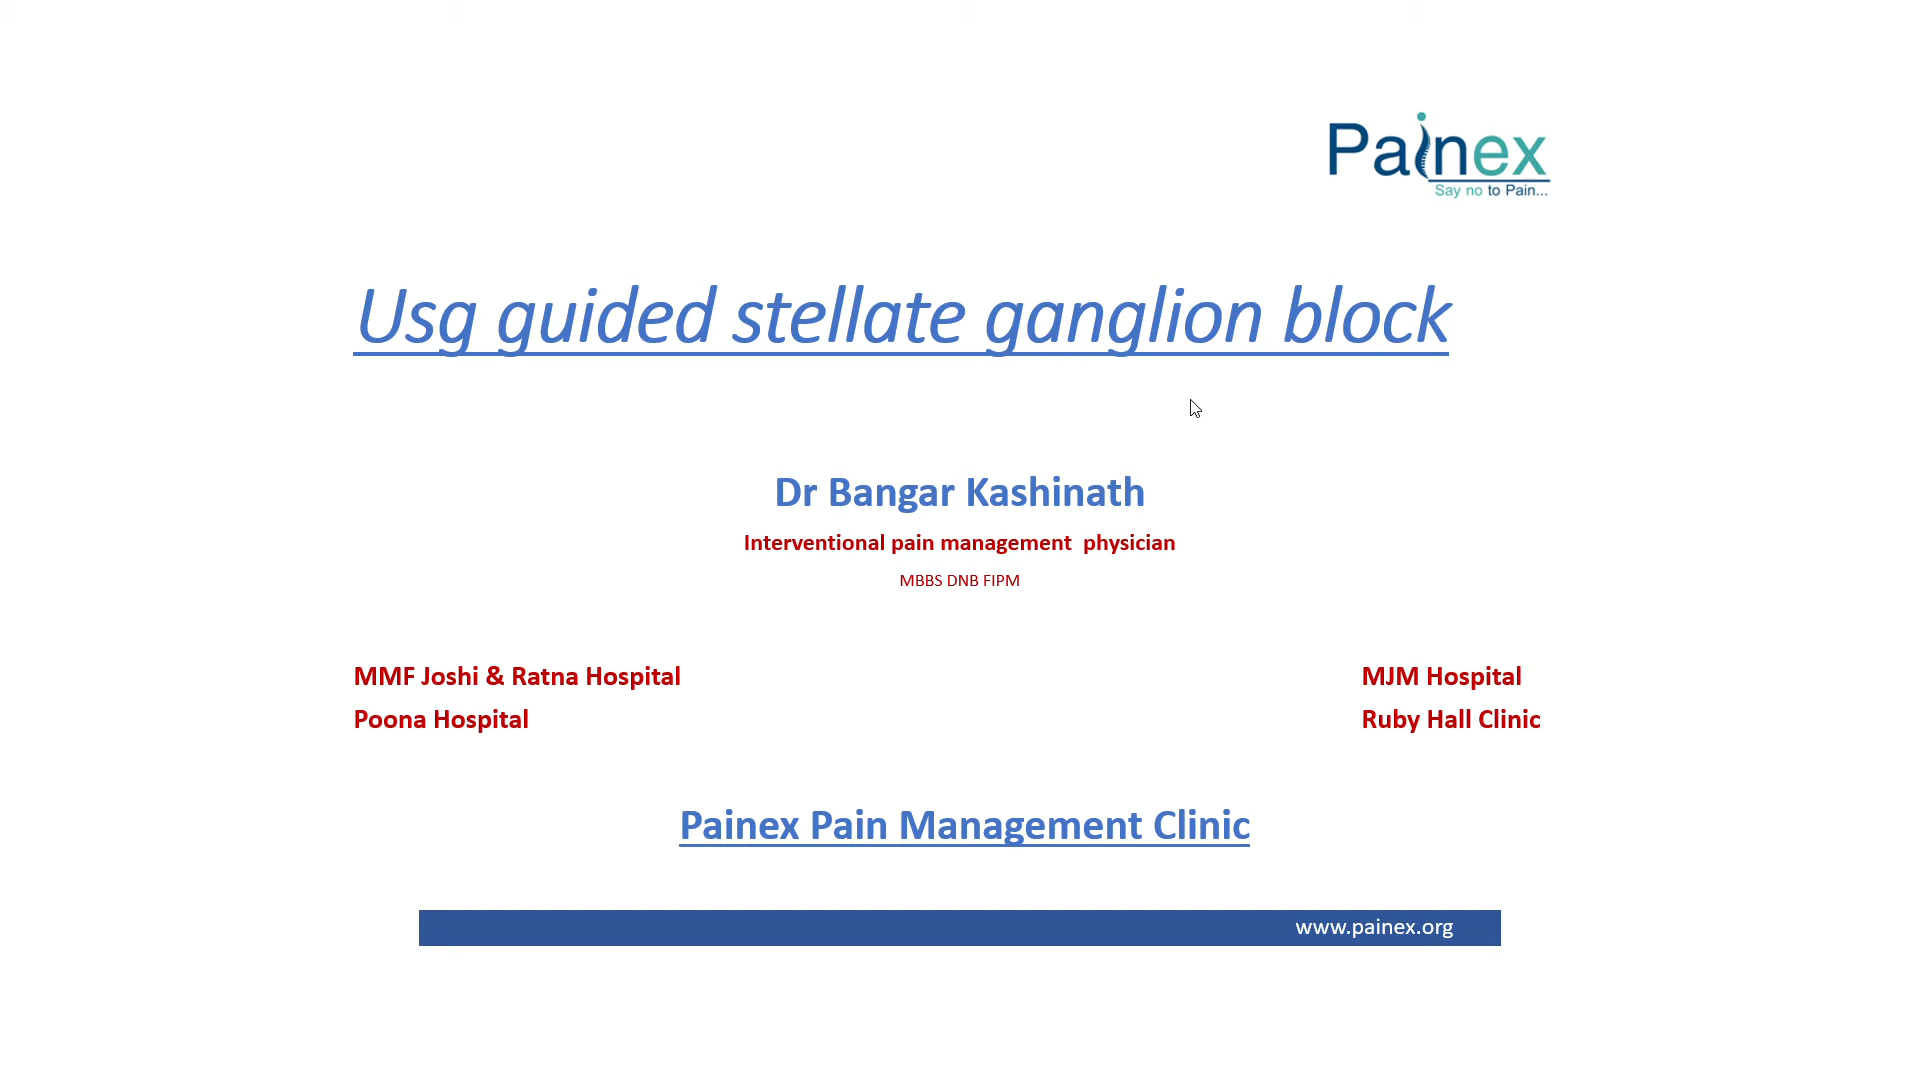 Painex
Say no to Pain...
Usg guided stellate ganglion block
Dr Bangar Kashinath
Interventional pain management physician
MBBS DNB FIPM
MMF Joshi & Ratna Hospital
MJM Hospital
Poona Hospital
Ruby Hall Clinic
Painex Pain Management Clinic
www.painex.org